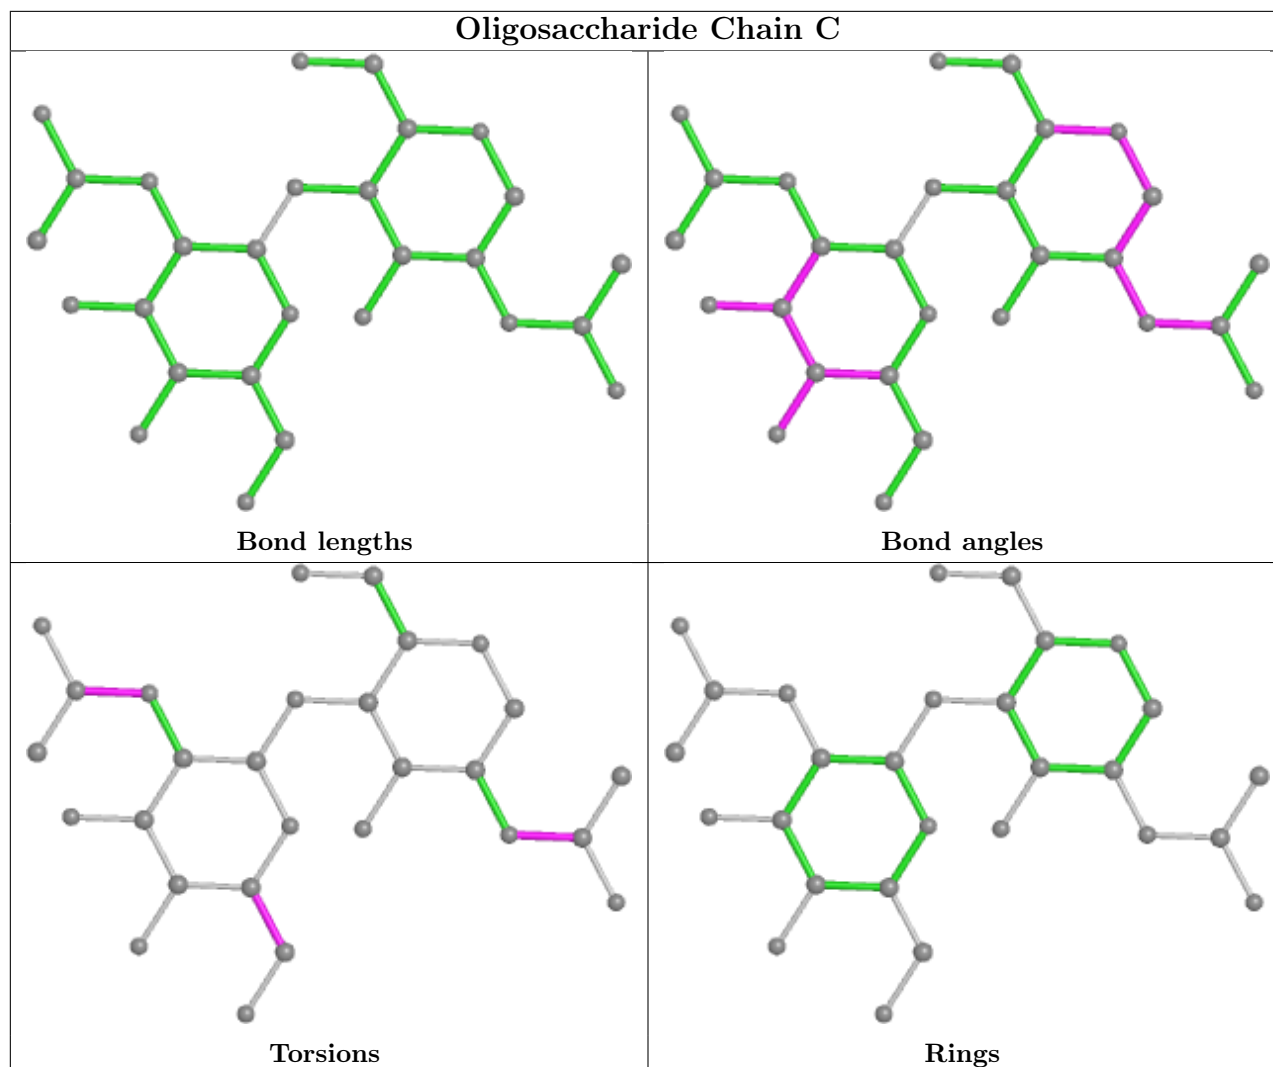 Oligosaccharide Chain C
Bond lengths
Bond angles
Torsions
Rings